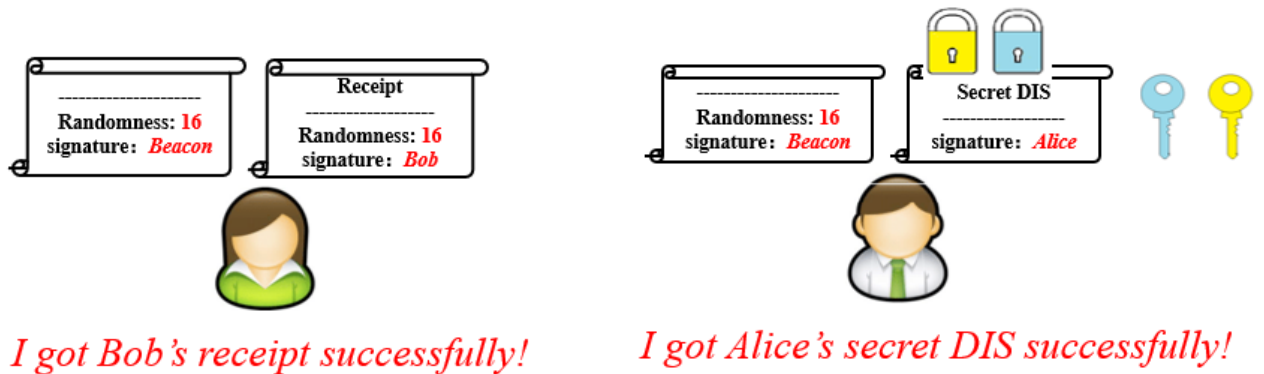 Randomness: 16
signature: Beacon
Receipt
Randomness: 16
signature: Bob
I got Bob's receipt successfully!
Randomness: 16
signature: Beacon
Secret DIS
signature: Alice
I got Alice's secret DIS successfully!